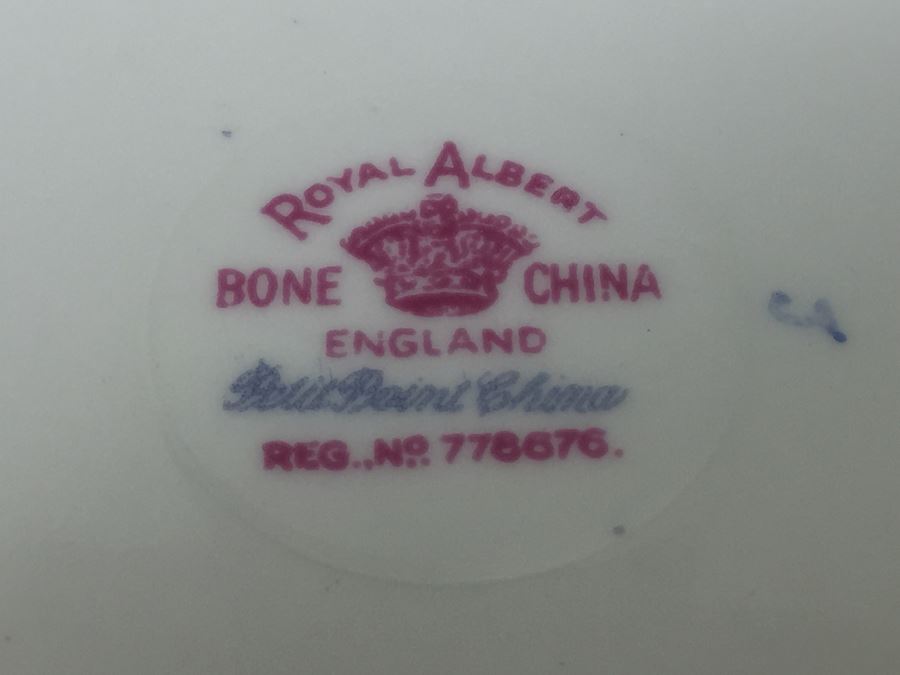 ROYAL ALBERT
BONE CHINA
ENGLAND
Petit Point China
REG., No. 778676.